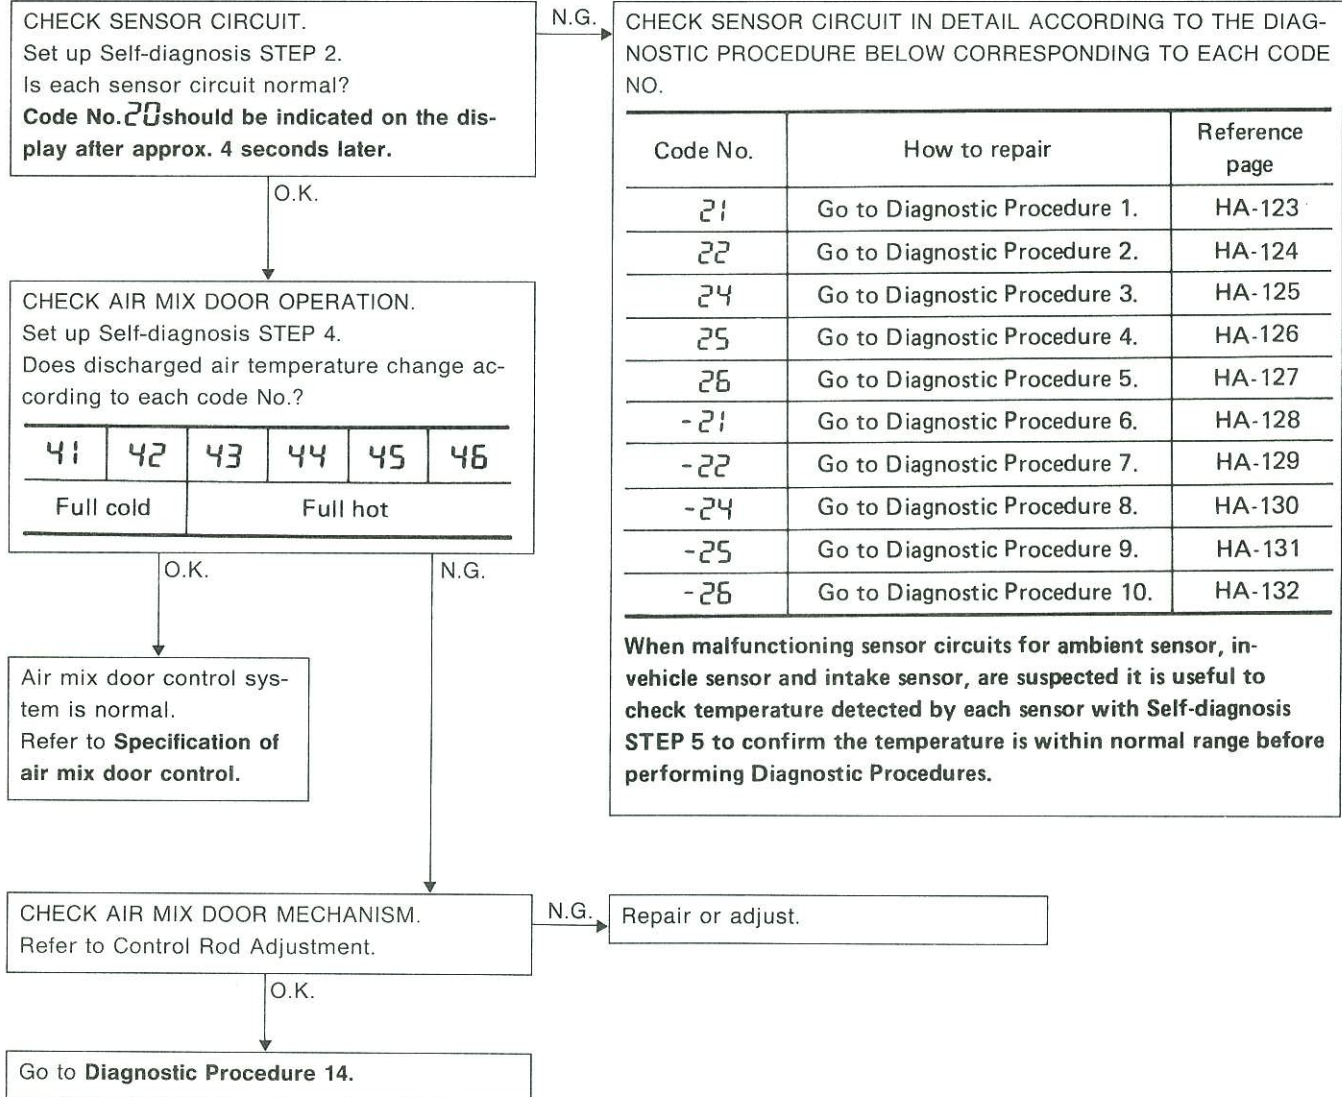 CHECK SENSOR CIRCUIT.
Set up Self-diagnosis STEP 2.
Is each sensor circuit normal?
Code No. 20 should be indicated on the dis-
play after approx. 4 seconds later.
N.G.
CHECK SENSOR CIRCUIT IN DETAIL ACCORDING TO THE DIAG-
NOSTIC PROCEDURE BELOW CORRESPONDING TO EACH CODE
NO.
Code No. How to repair Reference
page
21 Go to Diagnostic Procedure 1. HA-123
22 Go to Diagnostic Procedure 2. HA-124
24 Go to Diagnostic Procedure 3. HA-125
25 Go to Diagnostic Procedure 4. HA-126
26 Go to Diagnostic Procedure 5. HA-127
-21 Go to Diagnostic Procedure 6. HA-128
-22 Go to Diagnostic Procedure 7. HA-129
-24 Go to Diagnostic Procedure 8. HA-130
-25 Go to Diagnostic Procedure 9. HA-131
-26 Go to Diagnostic Procedure 10. HA-132
When malfunctioning sensor circuits for ambient sensor, in-
vehicle sensor and intake sensor, are suspected it is useful to
check temperature detected by each sensor with Self-diagnosis
STEP 5 to confirm the temperature is within normal range before
performing Diagnostic Procedures.
O.K.
CHECK AIR MIX DOOR OPERATION.
Set up Self-diagnosis STEP 4.
Does discharged air temperature change ac-
cording to each code No.?
41 42 43 44 45 46
Full cold Full hot
O.K. N.G.
Air mix door control sys-
tem is normal.
Refer to Specification of
air mix door control.
CHECK AIR MIX DOOR MECHANISM.
Refer to Control Rod Adjustment.
N.G.
Repair or adjust.
O.K.
Go to Diagnostic Procedure 14.